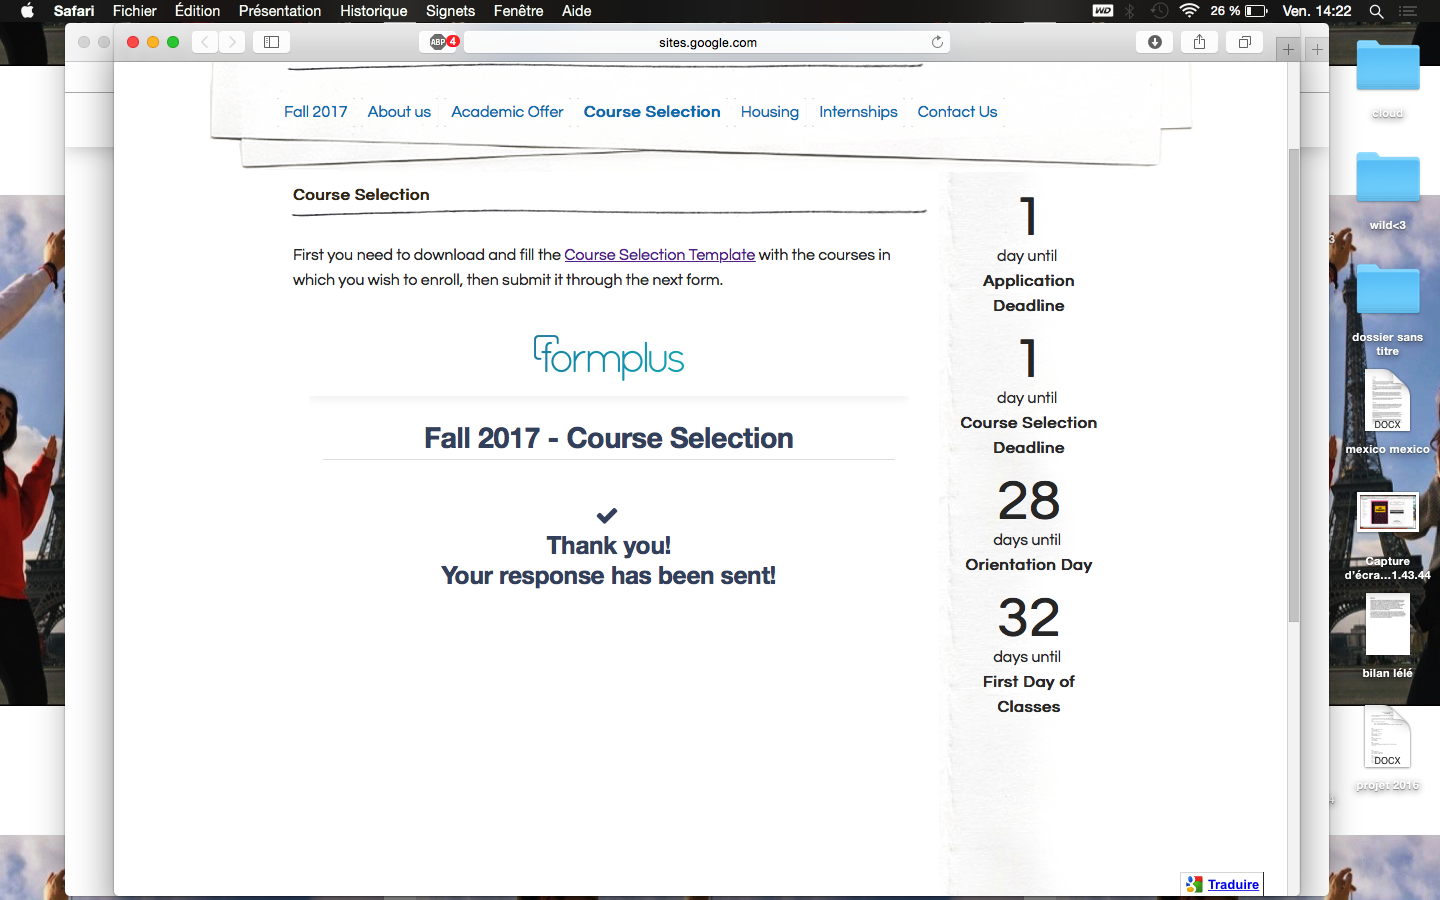 Safari Fichier Édition Présentation Historique Signets Fenêtre Aide
WD 26 % Ven. 14:22
ABP 4 sites.google.com
Fall 2017 About us Academic Offer Course Selection Housing Internships Contact Us
Course Selection
First you need to download and fill the Course Selection Template with the courses in
which you wish to enroll, then submit it through the next form.
formplus
Fall 2017 - Course Selection
Thank you!
Your response has been sent!
1
day until
Application
Deadline
1
day until
Course Selection
Deadline
28
days until
Orientation Day
32
days until
First Day of
Classes
Traduire
cloud
wild<3
dossier sans
titre
DOCX
mexico mexico
Capture
d'écra...1.43.44
bilan lélé
DOCX
projet 2016